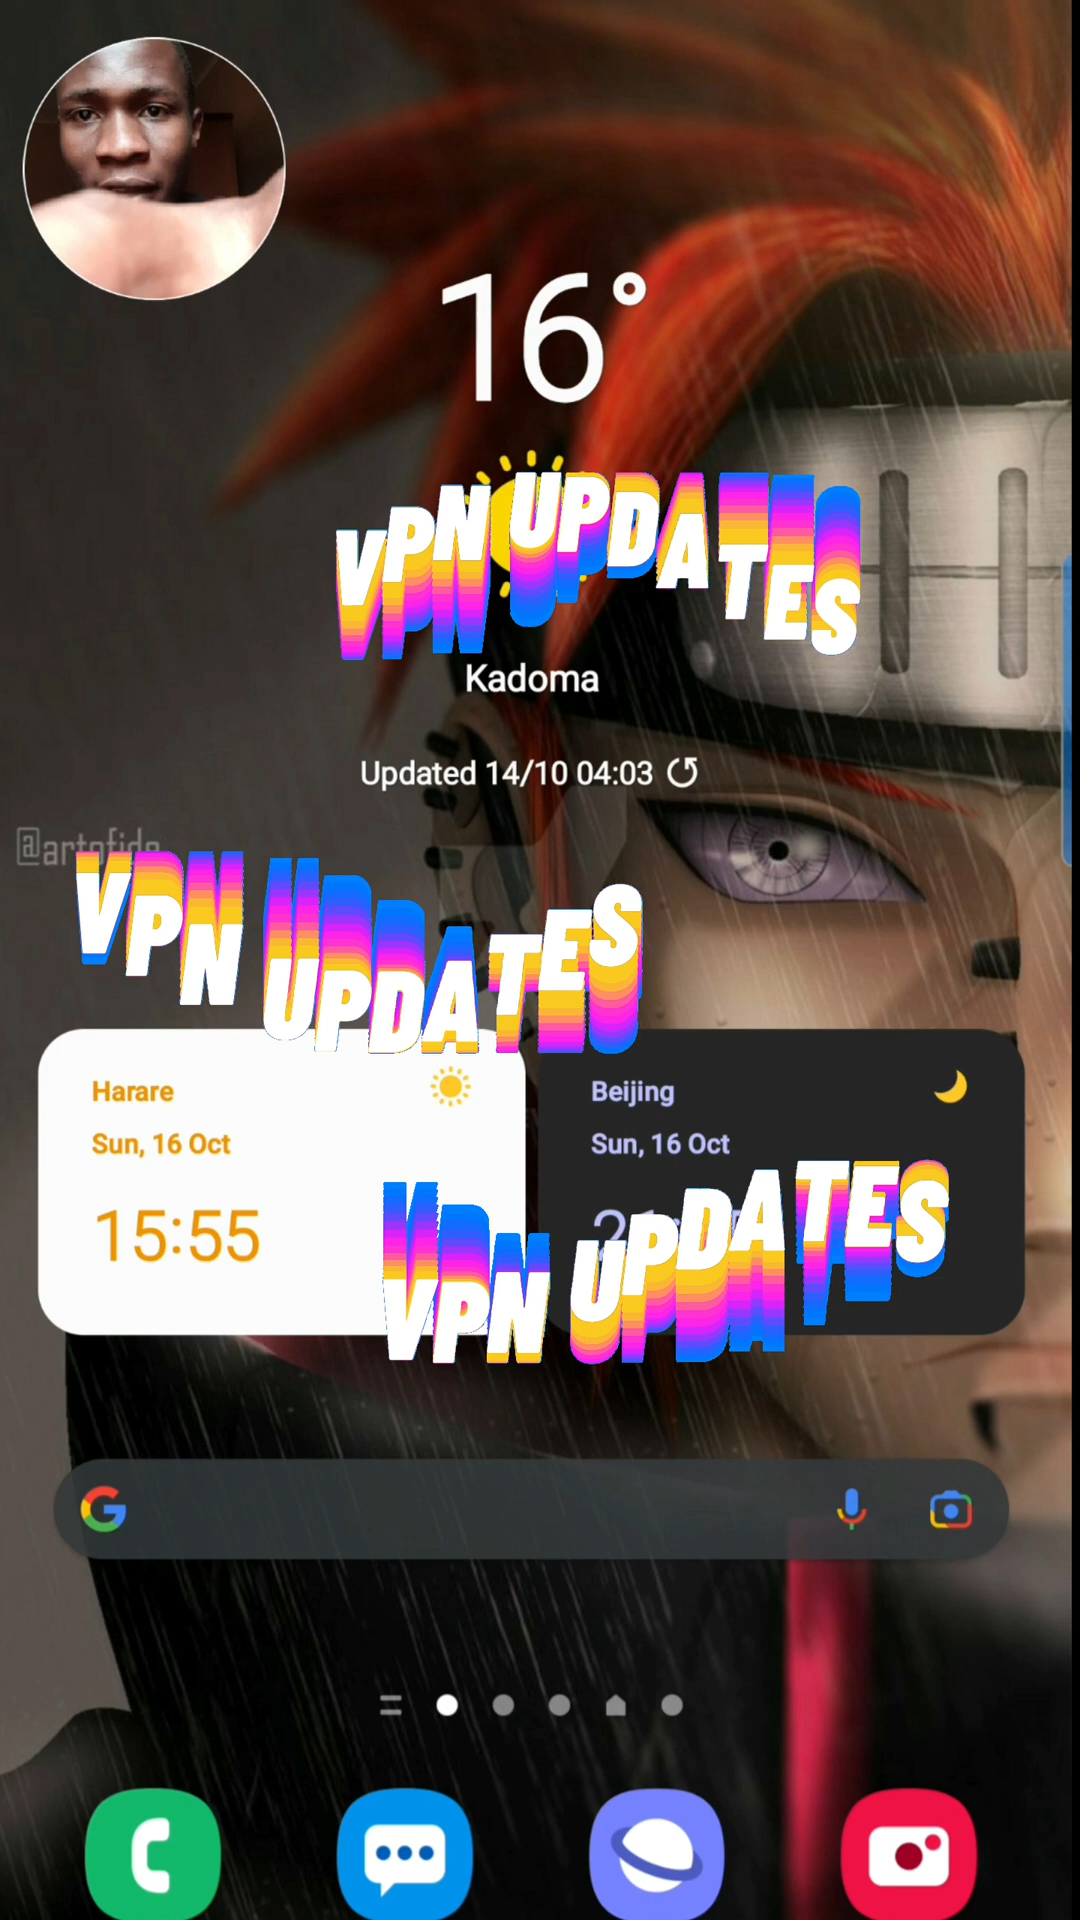 16°
VPN UPDATES
Kadoma
Updated 14/10 04:03
VPN UPDATES
Harare
Sun, 16 Oct
15:55
Beijing
Sun, 16 Oct
VPN UPDATES
G